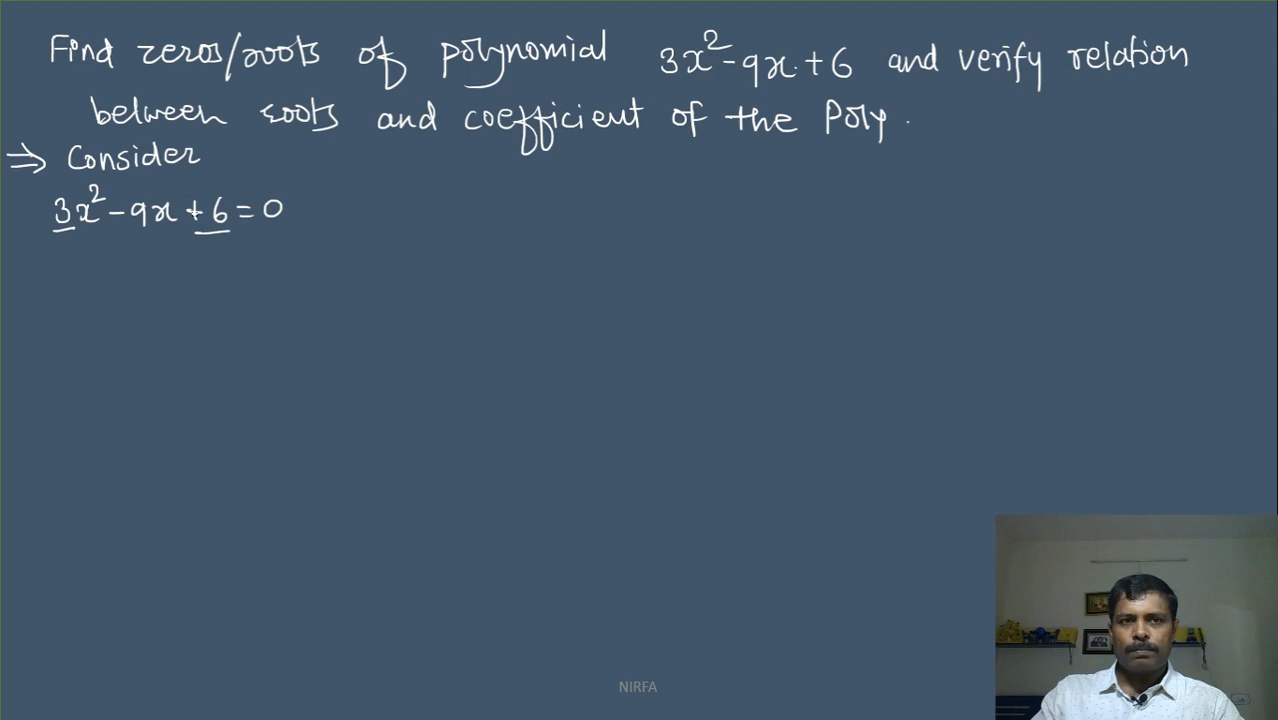 Find zeros/roots of polynomial 3x²-9x+6 and verify relation
between roots and coefficient of the Poly.
⇒ Consider
3x²-9x+6=0
NIRFA